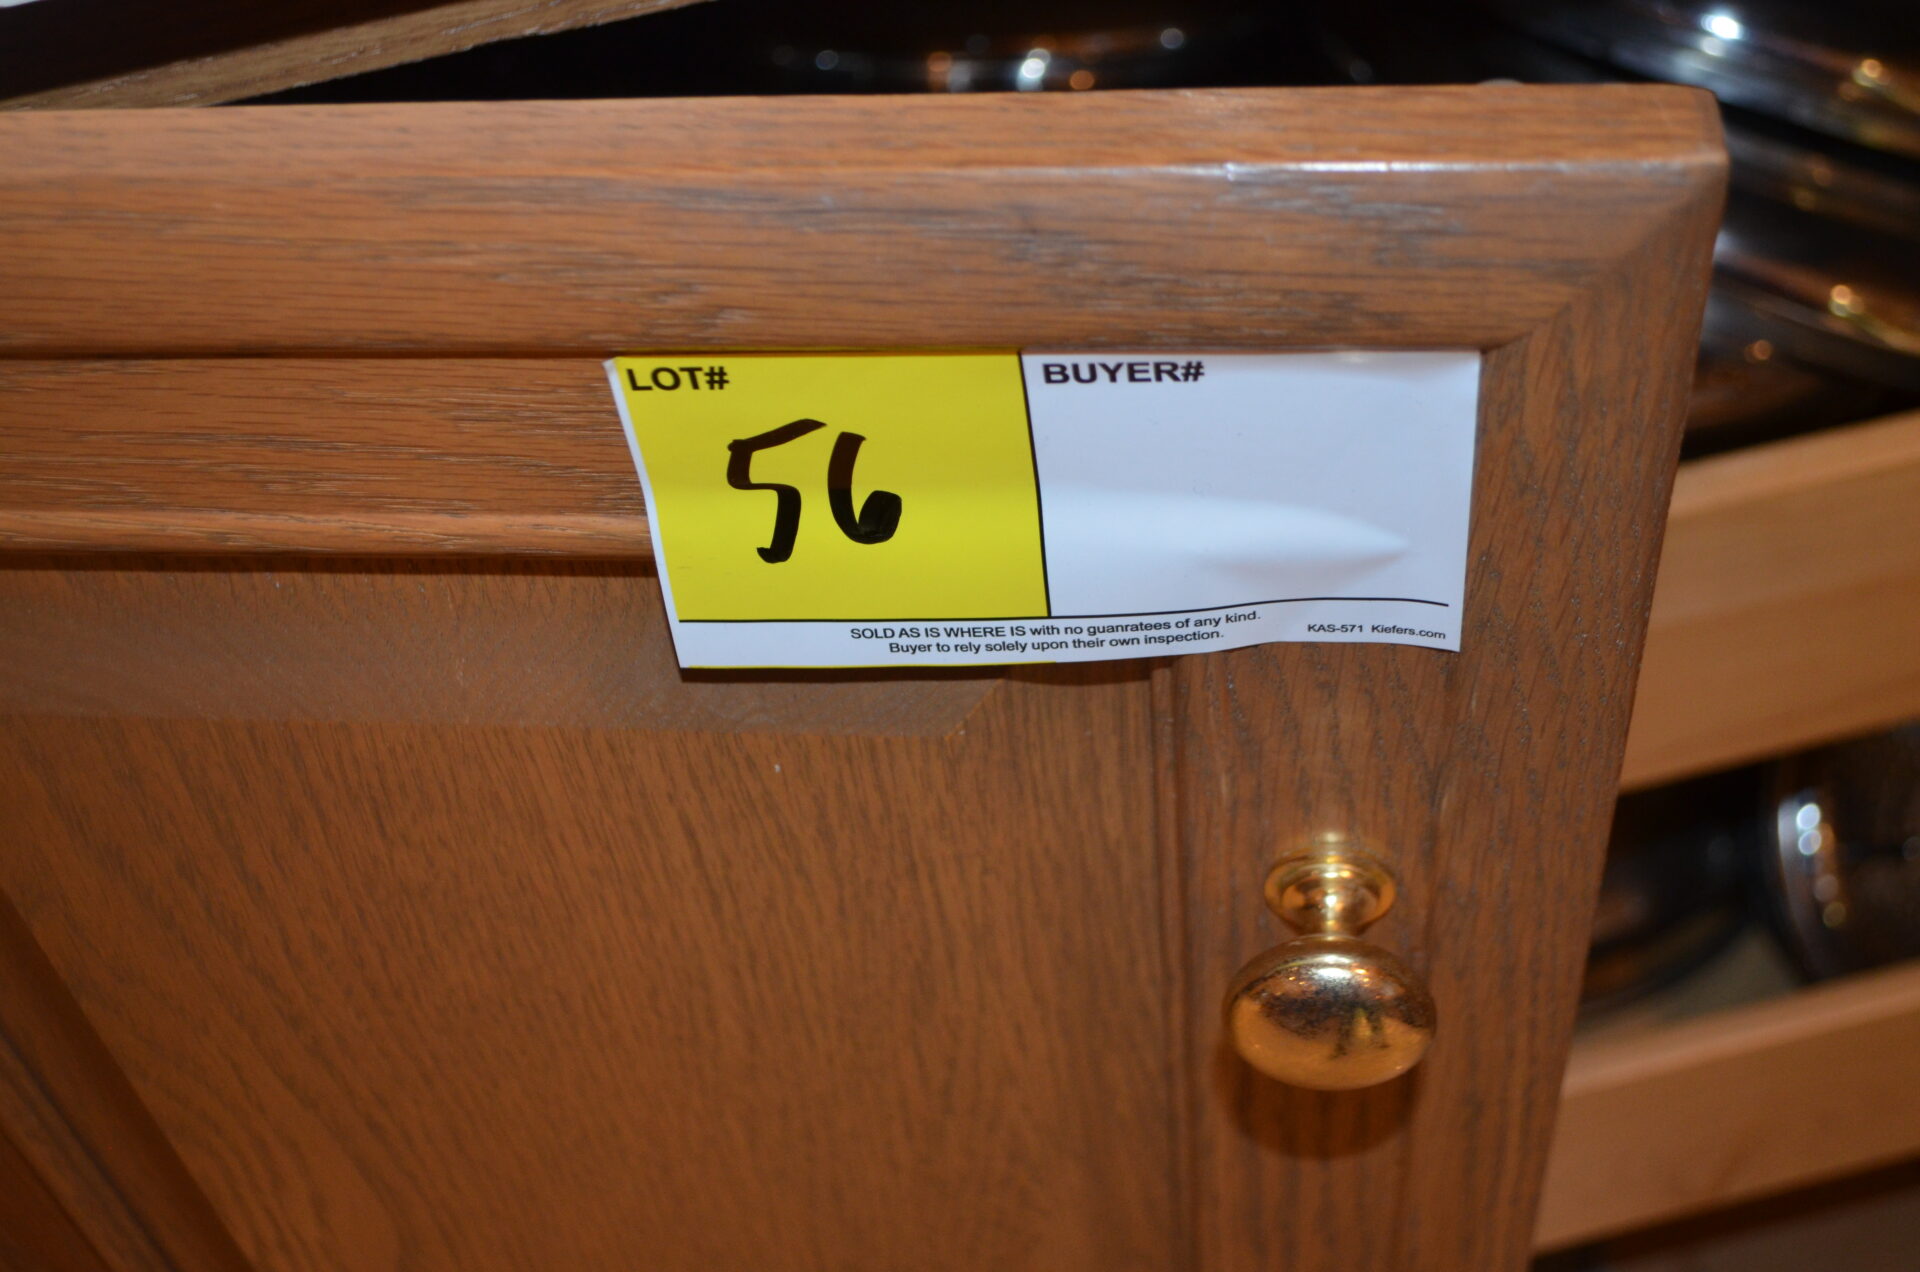 LOT#
BUYER#
56
SOLD AS IS WHERE IS with no guanratees of any kind.
Buyer to rely solely upon their own inspection.
KAS-571 Kiefers.com